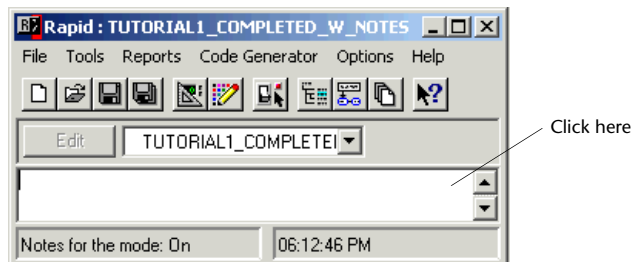 Rapid : TUTORIAL1_COMPLETED_W_NOTES
File Tools Reports Code Generator Options Help
Edit TUTORIAL1_COMPLETEI
Click here
Notes for the mode: On 06:12:46 PM